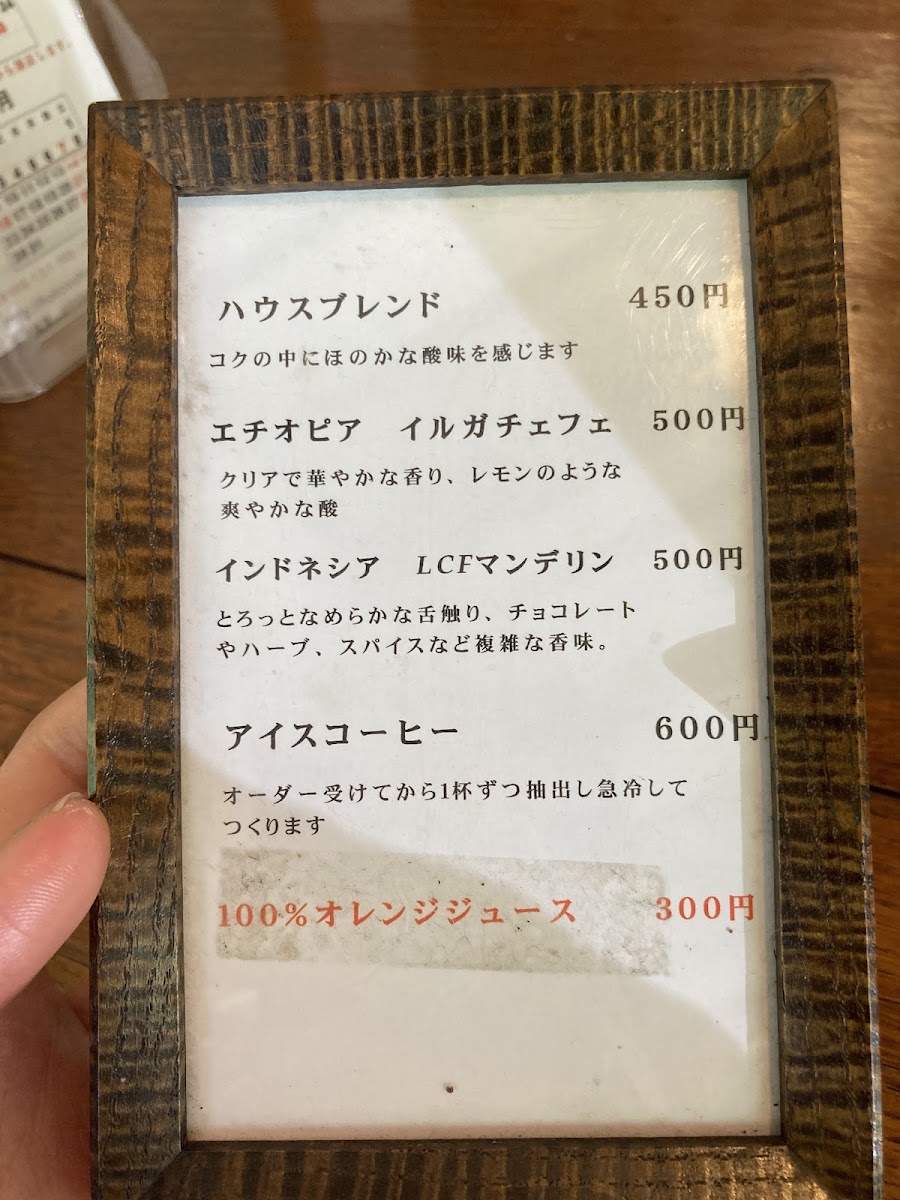 ハウスブレンド 450円
コクの中にほのかな酸味を感じます
エチオピア イルガチェフェ 500円
クリアで華やかな香り、レモンのような
爽やかな酸
インドネシア LCFマンデリン 500円
とろっとなめらかな舌触り、チョコレート
やハーブ、スパイスなど複雑な香味。
アイスコーヒー 600円
オーダー受けてから1杯ずつ抽出し急冷して
つくります
100%オレンジジュース 300円